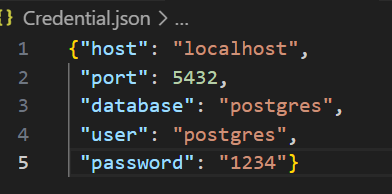 {} Credential.json > ...
1 {"host": "localhost",
2 "port": 5432,
3 "database": "postgres",
4 "user": "postgres",
5 "password": "1234"}